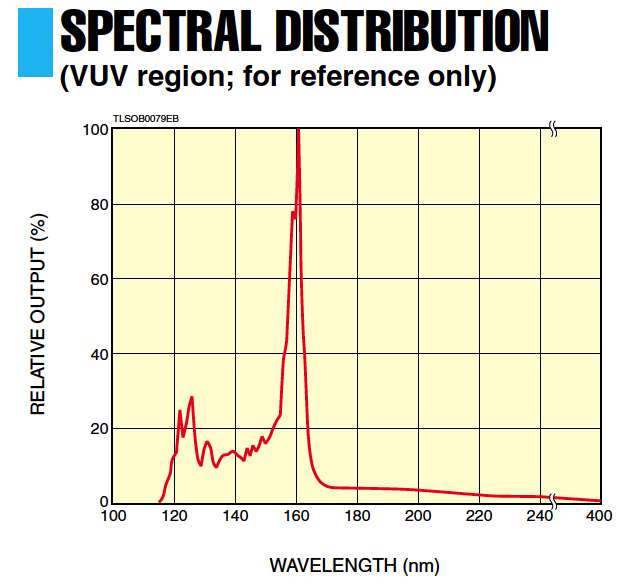 SPECTRAL DISTRIBUTION
(VUV region; for reference only)
TLSOB0079EB
100
80
60
40
20
0
RELATIVE OUTPUT (%)
100 120 140 160 180 200 220 240 400
WAVELENGTH (nm)